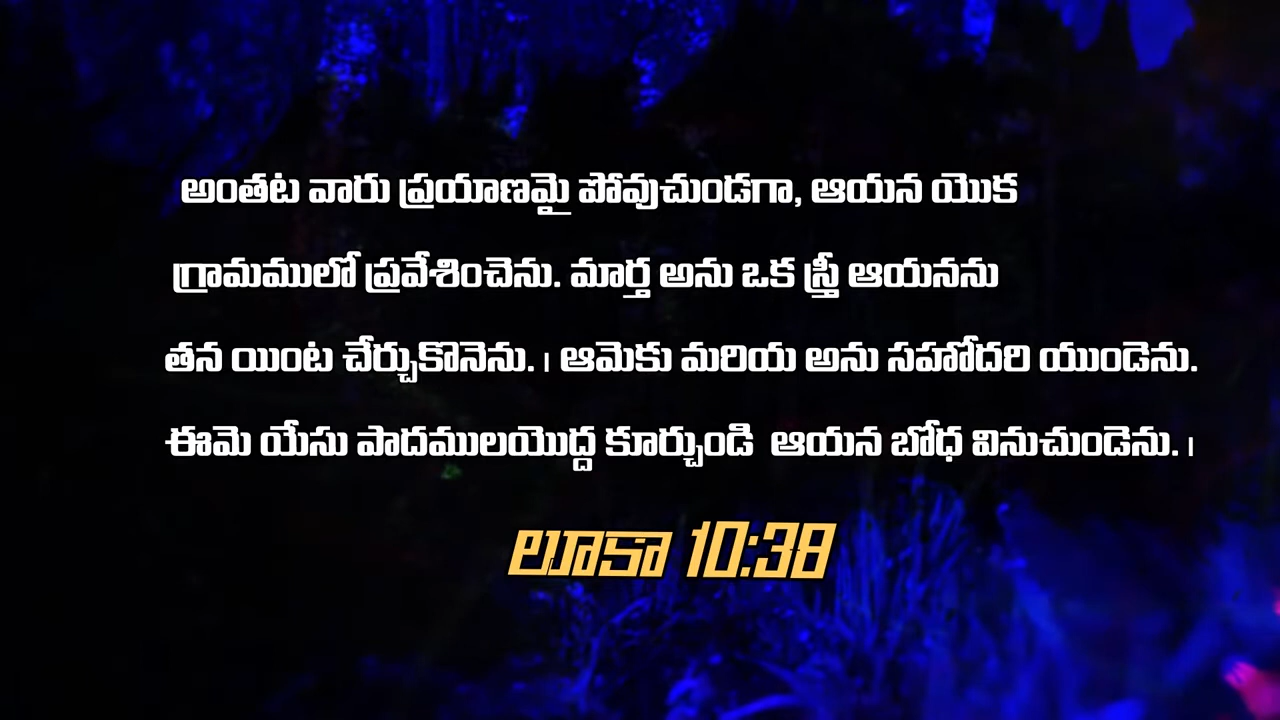 అంతట వారు ప్రయాణమై పోవుచుండగా, ఆయన యొక
గ్రామములో ప్రవేశించెను. మార్త అను ఒక స్త్రీ ఆయనను
తన యింట చేర్చుకొనెను. । ఆమెకు మరియ అను సహోదరి యుండెను.
ఈమె యేసు పాదములయొద్ద కూర్చుండి ఆయన బోధ వినుచుండెను. ।
లూకా 10:38